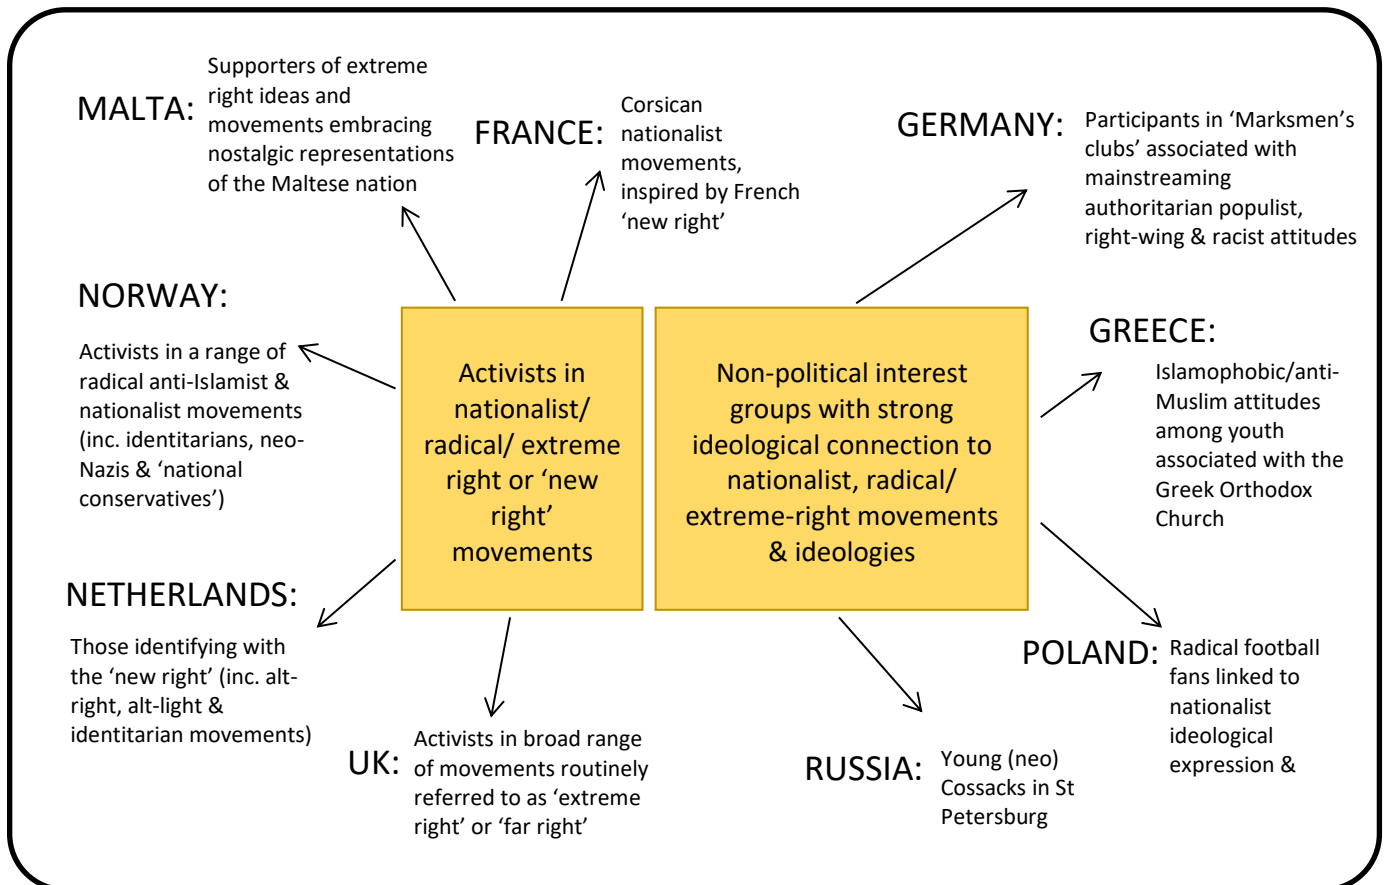 MALTA:
Supporters of extreme
right ideas and
movements embracing
nostalgic representations
of the Maltese nation
FRANCE:
Corsican
nationalist
movements,
inspired by French
‘new right’
GERMANY:
Participants in ‘Marksmen’s
clubs’ associated with
mainstreaming
authoritarian populist,
right-wing & racist attitudes
NORWAY:
Activists in a range of
radical anti-Islamist &
nationalist movements
(inc. identitarians, neo-
Nazis & ‘national
conservatives’)
Activists in
nationalist/
radical/ extreme
right or ‘new
right’
movements
Non-political interest
groups with strong
ideological connection to
nationalist, radical/
extreme-right movements
& ideologies
GREECE:
Islamophobic/anti-
Muslim attitudes
among youth
associated with the
Greek Orthodox
Church
NETHERLANDS:
Those identifying with
the ‘new right’ (inc. alt-
right, alt-light &
identitarian movements)
UK:
Activists in broad range
of movements routinely
referred to as ‘extreme
right’ or ‘far right’
RUSSIA:
Young (neo)
Cossacks in St
Petersburg
POLAND:
Radical football
fans linked to
nationalist
ideological
expression &